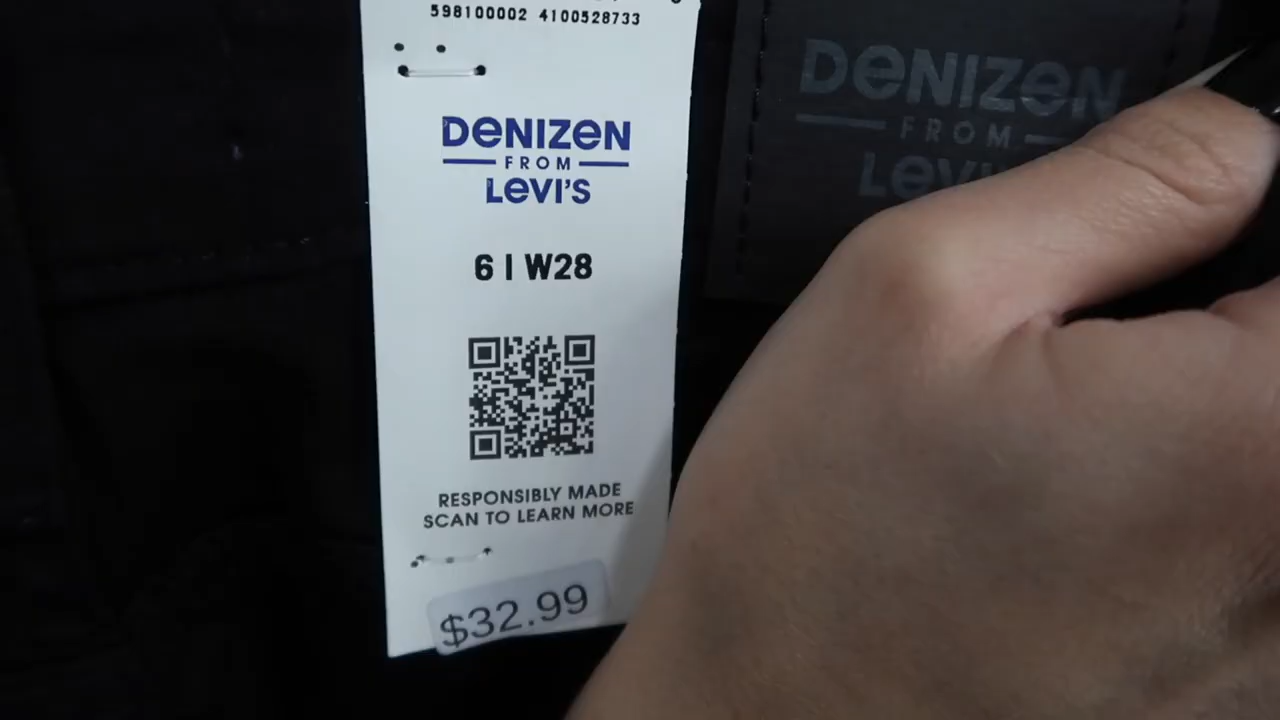 598100002 4100528733
DENIZEN
FROM
LEVI'S
6 | W28
RESPONSIBLY MADE
SCAN TO LEARN MORE
$32.99
DENIZEN
FROM